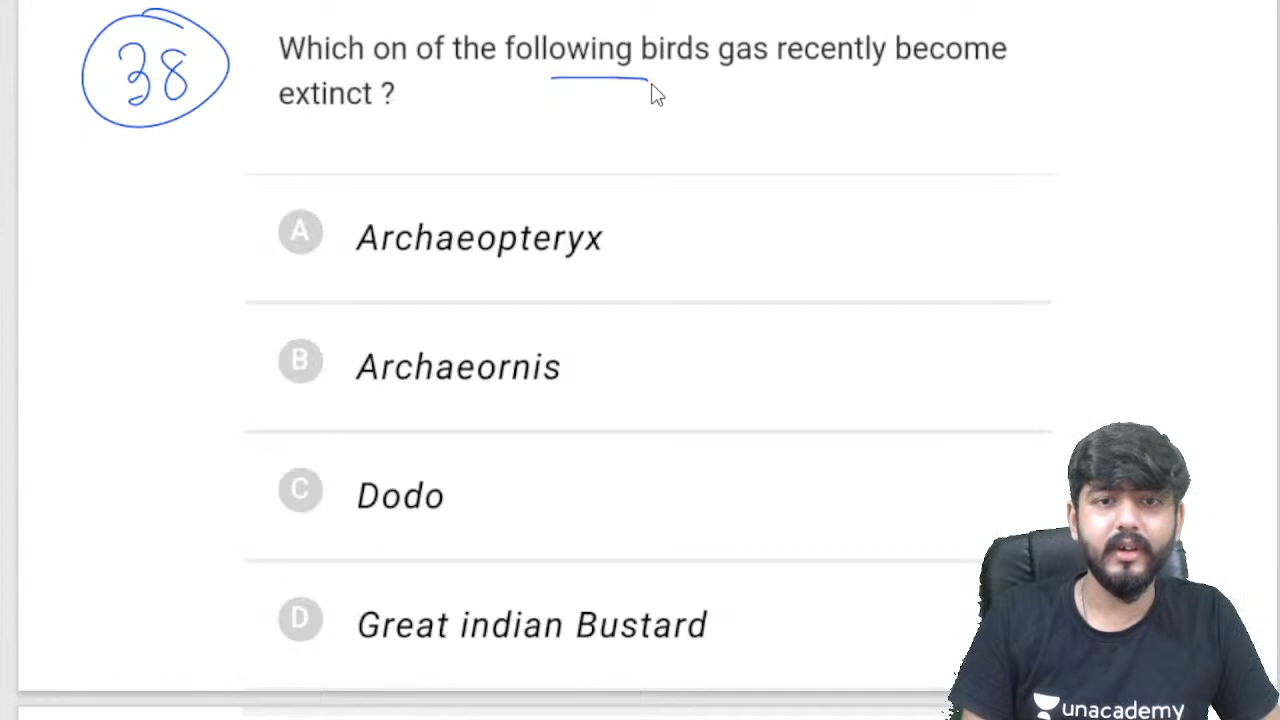 38
Which on of the following birds gas recently become
extinct ?
A
Archaeopteryx
B
Archaeornis
C
Dodo
D
Great indian Bustard
unacademy